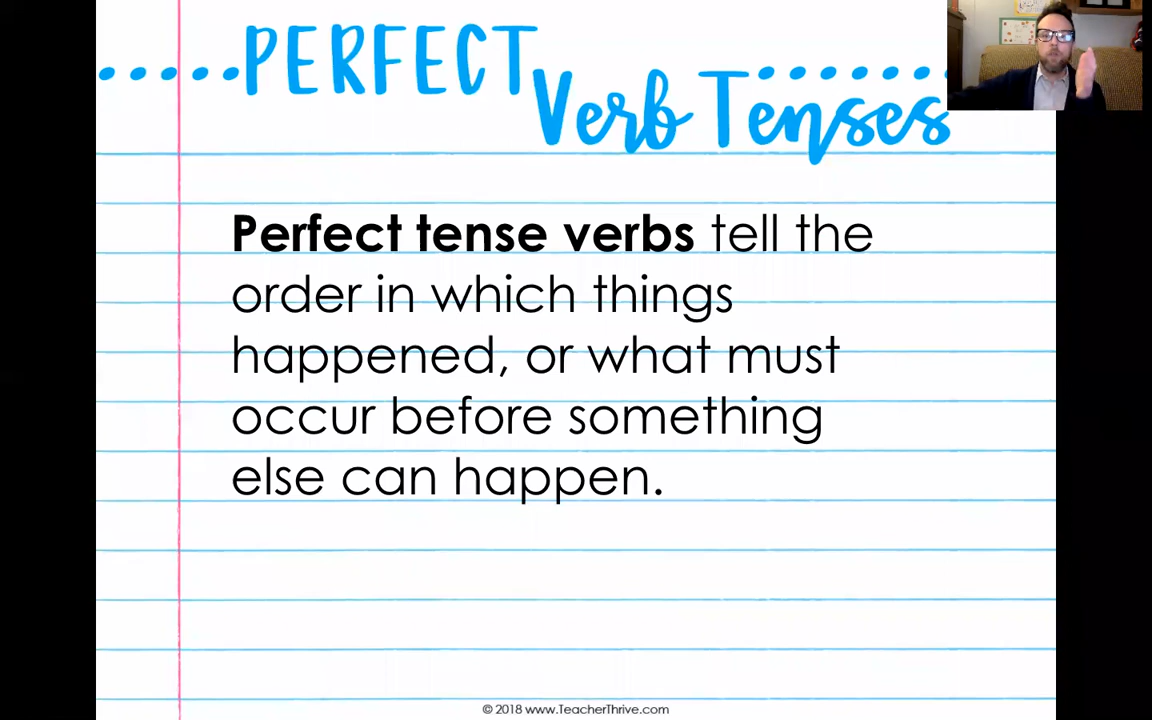 PERFECT
Verb Tenses
Perfect tense verbs tell the
order in which things
happened, or what must
occur before something
else can happen.
© 2018 www.TeacherThrive.com